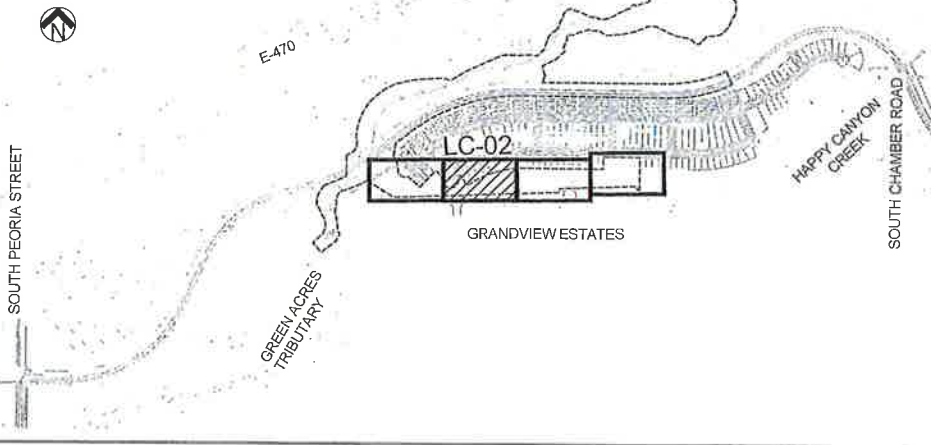 N
E-470
SOUTH PEORIA STREET
LC-02
HAPPY CANYON
CREEK
SOUTH CHAMBER ROAD
GRANDVIEW ESTATES
GREEN ACRES
TRIBUTARY